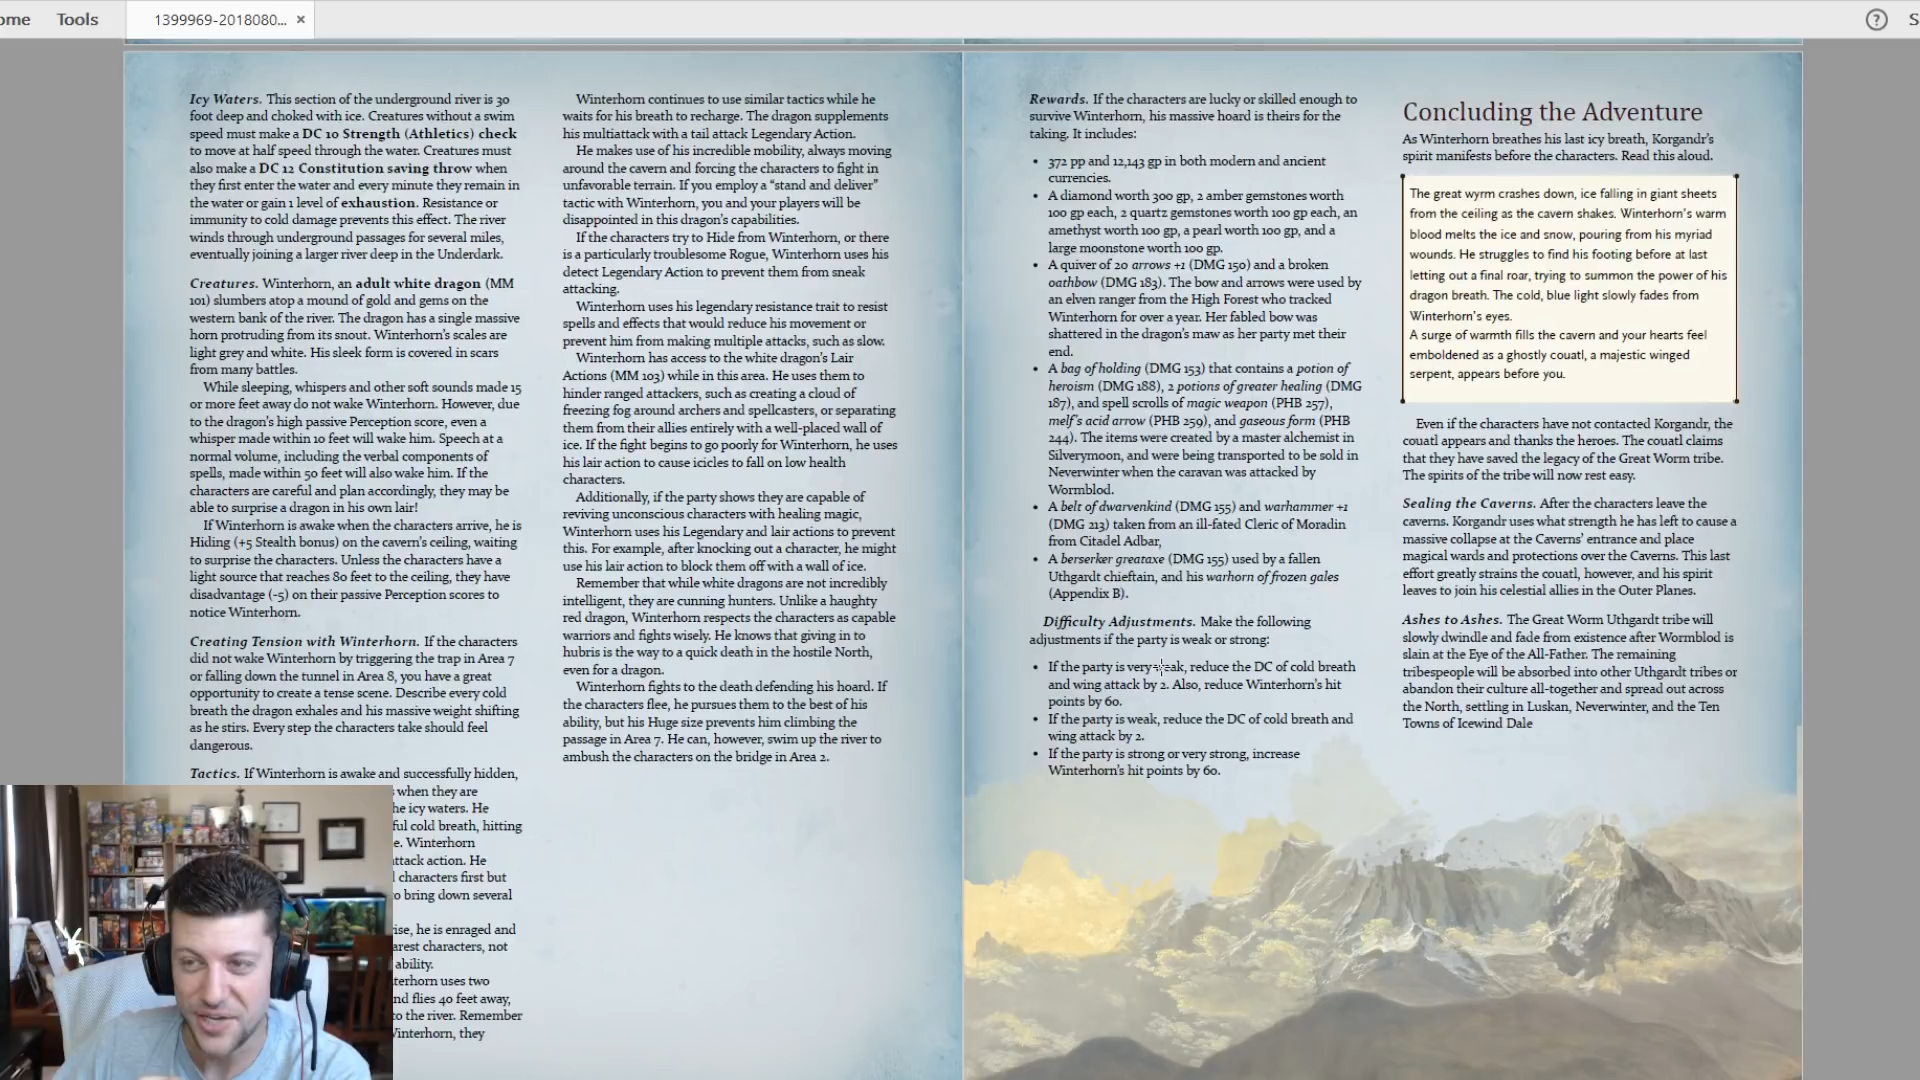 ome
Tools
1399969-2018080... ×
?
S
Icy Waters. This section of the underground river is 30
foot deep and choked with ice. Creatures without a swim
speed must make a DC 10 Strength (Athletics) check
to move at half speed through the water. Creatures must
also make a DC 12 Constitution saving throw when
they first enter the water and every minute they remain in
the water or gain 1 level of exhaustion. Resistance or
immunity to cold damage prevents this effect. The river
winds through underground passages for several miles,
eventually joining a larger river deep in the Underdark.
Creatures. Winterhorn, an adult white dragon (MM
101) slumbers atop a mound of gold and gems on the
western bank of the river. The dragon has a single massive
horn protruding from its snout. Winterhorn's scales are
light grey and white. His sleek form is covered in scars
from many battles.
While sleeping, whispers and other soft sounds made 15
or more feet away do not wake Winterhorn. However, due
to the dragon's high passive Perception score, even a
whisper made within 10 feet will wake him. Speech at a
normal volume, including the verbal components of
spells, made within 50 feet will also wake him. If the
characters are careful and plan accordingly, they may be
able to surprise a dragon in his own lair!
If Winterhorn is awake when the characters arrive, he is
Hiding (+5 Stealth bonus) on the cavern's ceiling, waiting
to surprise the characters. Unless the characters have a
light source that reaches 80 feet to the ceiling, they have
disadvantage (-5) on their passive Perception scores to
notice Winterhorn.
Creating Tension with Winterhorn. If the characters
did not wake Winterhorn by triggering the trap in Area 7
or falling down the tunnel in Area 8, you have a great
opportunity to create a tense scene. Describe every cold
breath the dragon exhales and his massive weight shifting
as he stirs. Every step the characters take should feel
dangerous.
Tactics. If Winterhorn is awake and successfully hidden,
when they are
he icy waters. He
ful cold breath, hitting
e. Winterhorn
ttack action. He
l characters first but
to bring down several
rise, he is enraged and
arest characters, not
ability.
terhorn uses two
nd flies 40 feet away,
to the river. Remember
Winterhorn, they
Winterhorn continues to use similar tactics while he
waits for his breath to recharge. The dragon supplements
his multiattack with a tail attack Legendary Action.
He makes use of his incredible mobility, always moving
around the cavern and forcing the characters to fight in
unfavorable terrain. If you employ a "stand and deliver"
tactic with Winterhorn, you and your players will be
disappointed in this dragon's capabilities.
If the characters try to Hide from Winterhorn, or there
is a particularly troublesome Rogue, Winterhorn uses his
detect Legendary Action to prevent them from sneak
attacking.
Winterhorn uses his legendary resistance trait to resist
spells and effects that would reduce his movement or
prevent him from making multiple attacks, such as slow.
Winterhorn has access to the white dragon's Lair
Actions (MM 103) while in this area. He uses them to
hinder ranged attackers, such as creating a cloud of
freezing fog around archers and spellcasters, or separating
them from their allies entirely with a well-placed wall of
ice. If the fight begins to go poorly for Winterhorn, he uses
his lair action to cause icicles to fall on low health
characters.
Additionally, if the party shows they are capable of
reviving unconscious characters with healing magic,
Winterhorn uses his Legendary and lair actions to prevent
this. For example, after knocking out a character, he might
use his lair action to block them off with a wall of ice.
Remember that while white dragons are not incredibly
intelligent, they are cunning hunters. Unlike a haughty
red dragon, Winterhorn respects the characters as capable
warriors and fights wisely. He knows that giving in to
hubris is the way to a quick death in the hostile North,
even for a dragon.
Winterhorn fights to the death defending his hoard. If
the characters flee, he pursues them to the best of his
ability, but his Huge size prevents him climbing the
passage in Area 7. He can, however, swim up the river to
ambush the characters on the bridge in Area 2.
Rewards. If the characters are lucky or skilled enough to
survive Winterhorn, his massive hoard is theirs for the
taking. It includes:
• 372 pp and 12,143 gp in both modern and ancient
currencies.
• A diamond worth 300 gp, 2 amber gemstones worth
100 gp each, 2 quartz gemstones worth 100 gp each, an
amethyst worth 100 gp, a pearl worth 100 gp, and a
large moonstone worth 100 gp.
• A quiver of 20 arrows +1 (DMG 150) and a broken
oathbow (DMG 183). The bow and arrows were used by
an elven ranger from the High Forest who tracked
Winterhorn for over a year. Her fabled bow was
shattered in the dragon's maw as her party met their
end.
• A bag of holding (DMG 153) that contains a potion of
heroism (DMG 188), 2 potions of greater healing (DMG
187), and spell scrolls of magic weapon (PHB 257),
melf's acid arrow (PHB 259), and gaseous form (PHB
244). The items were created by a master alchemist in
Silverymoon, and were being transported to be sold in
Neverwinter when the caravan was attacked by
Wormblod.
• A belt of dwarvenkind (DMG 155) and warhammer +1
(DMG 213) taken from an ill-fated Cleric of Moradin
from Citadel Adbar,
• A berserker greataxe (DMG 155) used by a fallen
Uthgardt chieftain, and his warhorn of frozen gales
(Appendix B).
Difficulty Adjustments. Make the following
adjustments if the party is weak or strong:
• If the party is very weak, reduce the DC of cold breath
and wing attack by 2. Also, reduce Winterhorn's hit
points by 60.
• If the party is weak, reduce the DC of cold breath and
wing attack by 2.
• If the party is strong or very strong, increase
Winterhorn's hit points by 60.
Concluding the Adventure
As Winterhorn breathes his last icy breath, Korgandr's
spirit manifests before the characters. Read this aloud.
The great wyrm crashes down, ice falling in giant sheets
from the ceiling as the cavern shakes. Winterhorn's warm
blood melts the ice and snow, pouring from his myriad
wounds. He struggles to find his footing before at last
letting out a final roar, trying to summon the power of his
dragon breath. The cold, blue light slowly fades from
Winterhorn's eyes.
A surge of warmth fills the cavern and your hearts feel
emboldened as a ghostly couatl, a majestic winged
serpent, appears before you.
Even if the characters have not contacted Korgandr, the
couatl appears and thanks the heroes. The couatl claims
that they have saved the legacy of the Great Worm tribe.
The spirits of the tribe will now rest easy.
Sealing the Caverns. After the characters leave the
caverns. Korgandr uses what strength he has left to cause a
massive collapse at the Caverns' entrance and place
magical wards and protections over the Caverns. This last
effort greatly strains the couatl, however, and his spirit
leaves to join his celestial allies in the Outer Planes.
Ashes to Ashes. The Great Worm Uthgardt tribe will
slowly dwindle and fade from existence after Wormblod is
slain at the Eye of the All-Father. The remaining
tribespeople will be absorbed into other Uthgardt tribes or
abandon their culture all-together and spread out across
the North, settling in Luskan, Neverwinter, and the Ten
Towns of Icewind Dale